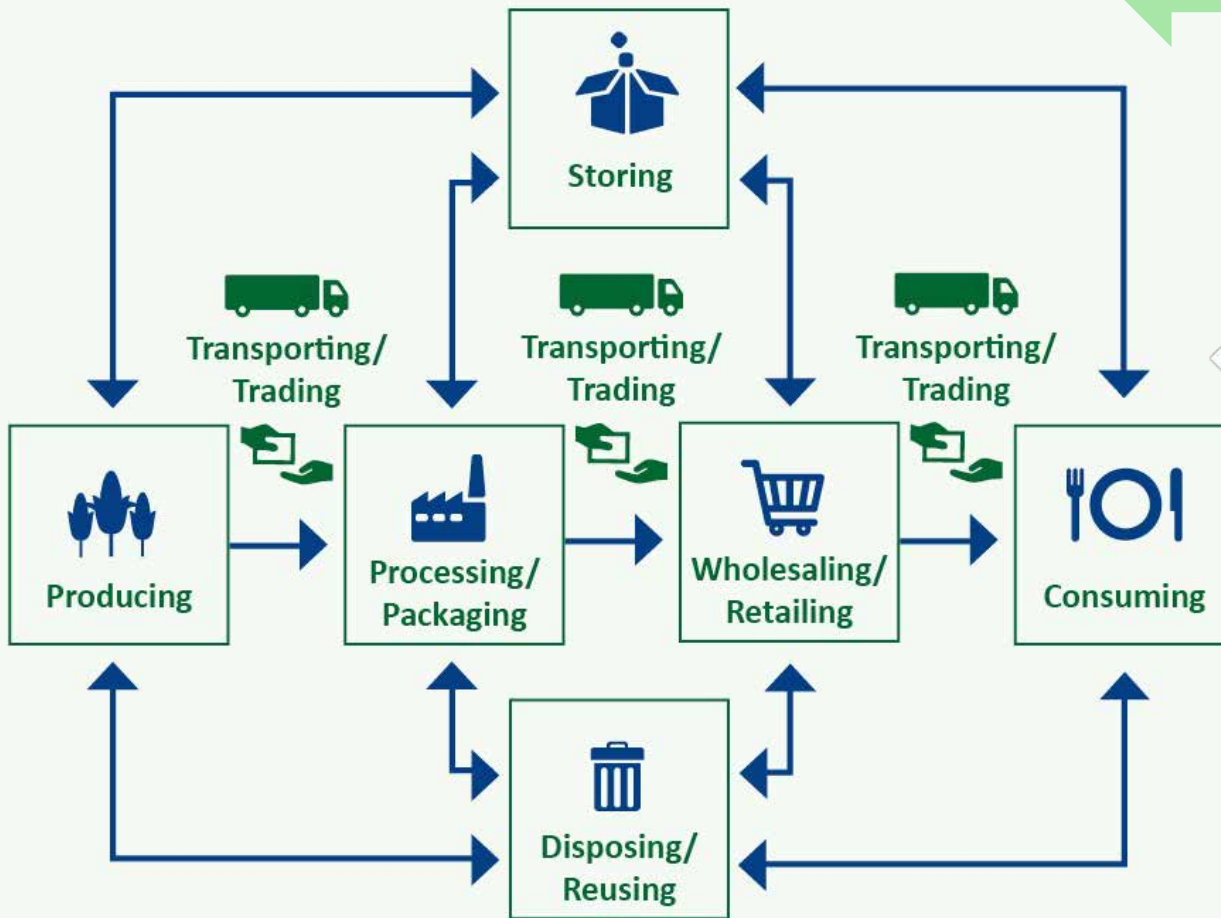 Storing
Transporting/
Trading
Transporting/
Trading
Transporting/
Trading
Producing
Processing/
Packaging
Wholesaling/
Retailing
Consuming
Disposing/
Reusing